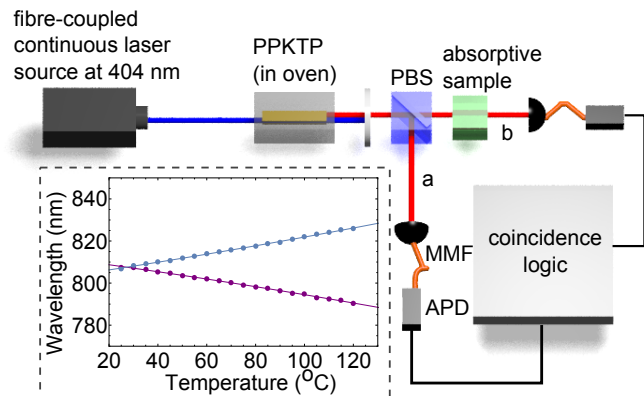 fibre-coupled
continuous laser
source at 404 nm
PPKTP
(in oven)
PBS
absorptive
sample
b
a
MMF
APD
coincidence
logic
Wavelength (nm)
840
820
800
780
770
20
40
60
80
100
120
Temperature (°C)